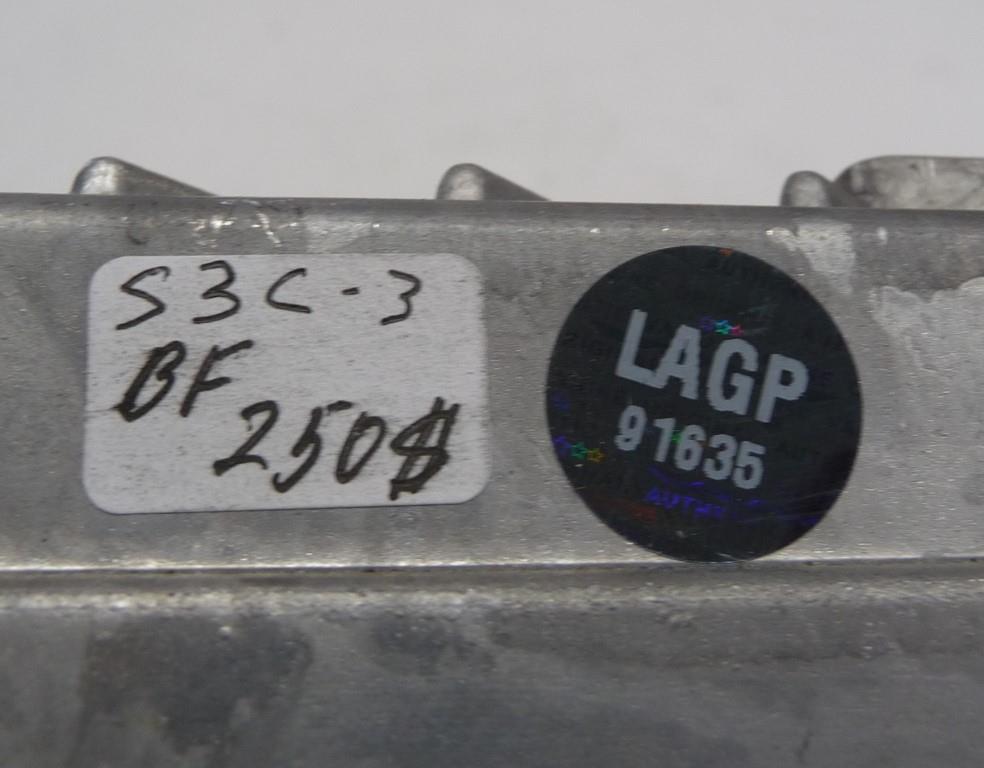 S3C-3
BF
250$
LAGP
91635